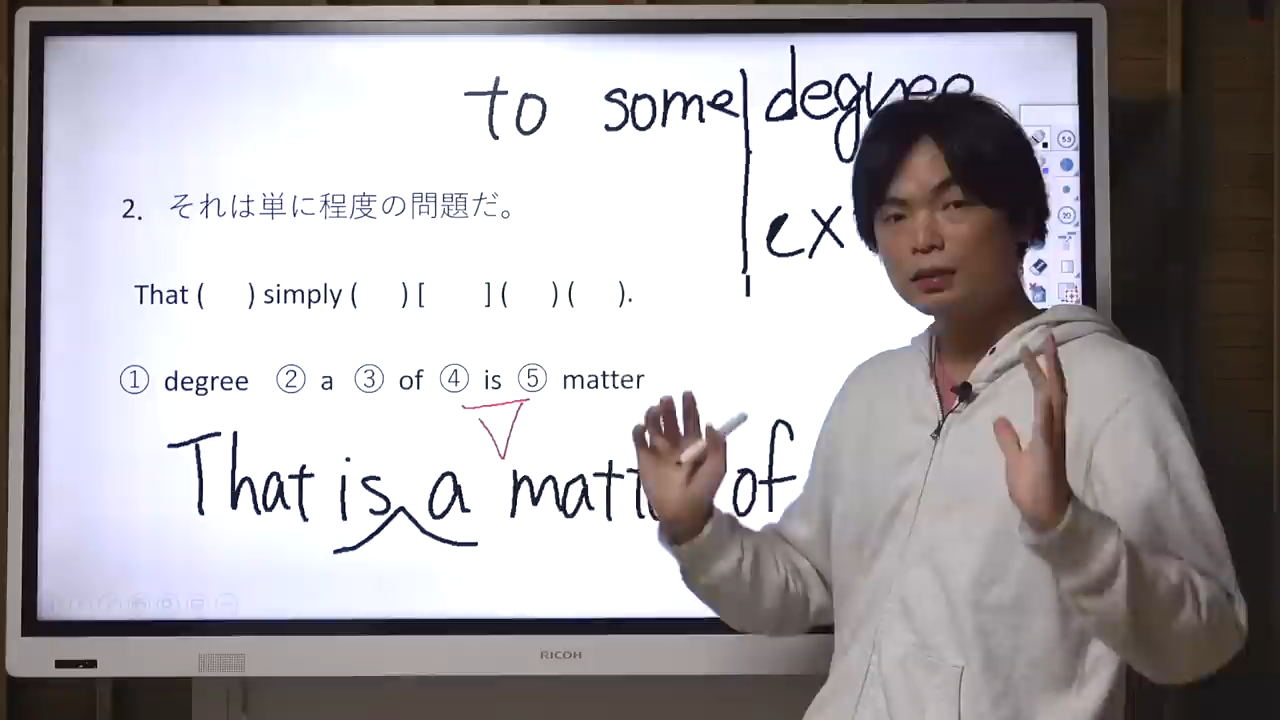 to some degree
ex
2. それは単に程度の問題だ。
That ( ) simply ( ) [ ] ( ) ( ).
① degree ② a ③ of ④ is ⑤ matter
That is a of
RICOH